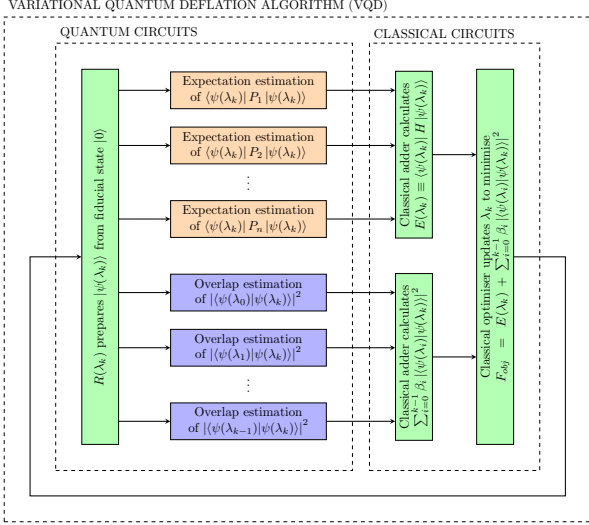 VARIATIONAL QUANTUM DEFLATION ALGORITHM (VQD)
QUANTUM CIRCUITS
R(λ_k) prepares |ψ(λ_k)⟩ from fiducial state |0⟩
Expectation estimation
of ⟨ψ(λ_k)| P_1 |ψ(λ_k)⟩
Expectation estimation
of ⟨ψ(λ_k)| P_2 |ψ(λ_k)⟩
⋮
Expectation estimation
of ⟨ψ(λ_k)| P_n |ψ(λ_k)⟩
Overlap estimation
of |⟨ψ(λ_0)|ψ(λ_k)⟩|^2
Overlap estimation
of |⟨ψ(λ_1)|ψ(λ_k)⟩|^2
⋮
Overlap estimation
of |⟨ψ(λ_{k−1})|ψ(λ_k)⟩|^2
CLASSICAL CIRCUITS
Classical adder calculates
E(λ_k) ≡ ⟨ψ(λ_k)| H |ψ(λ_k)⟩
Classical adder calculates
∑_{i=0}^{k−1} β_i |⟨ψ(λ_i)|ψ(λ_k)⟩|^2
Classical optimiser updates λ_k to minimise
F_{obj} = E(λ_k) + ∑_{i=0}^{k−1} β_i |⟨ψ(λ_i)|ψ(λ_k)⟩|^2